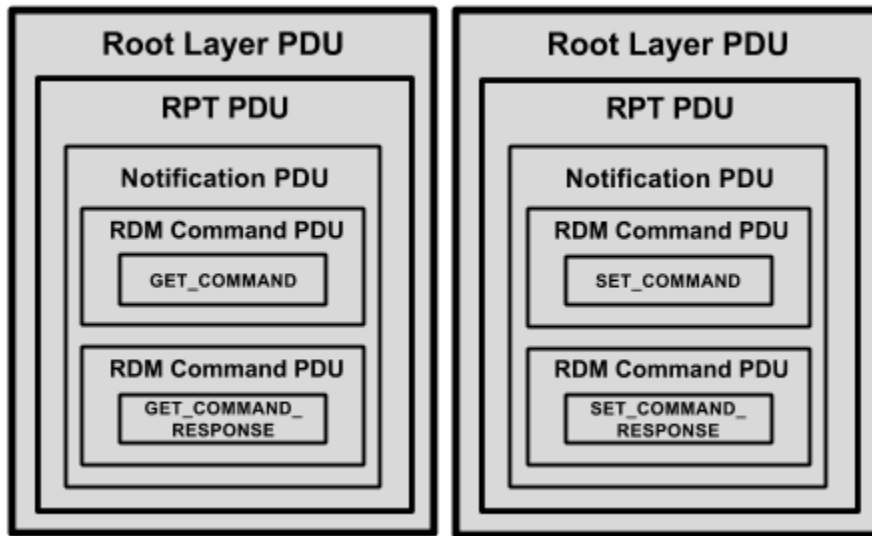 Root Layer PDU
RPT PDU
Notification PDU
RDM Command PDU
GET_COMMAND
RDM Command PDU
GET_COMMAND_
RESPONSE
Root Layer PDU
RPT PDU
Notification PDU
RDM Command PDU
SET_COMMAND
RDM Command PDU
SET_COMMAND_
RESPONSE